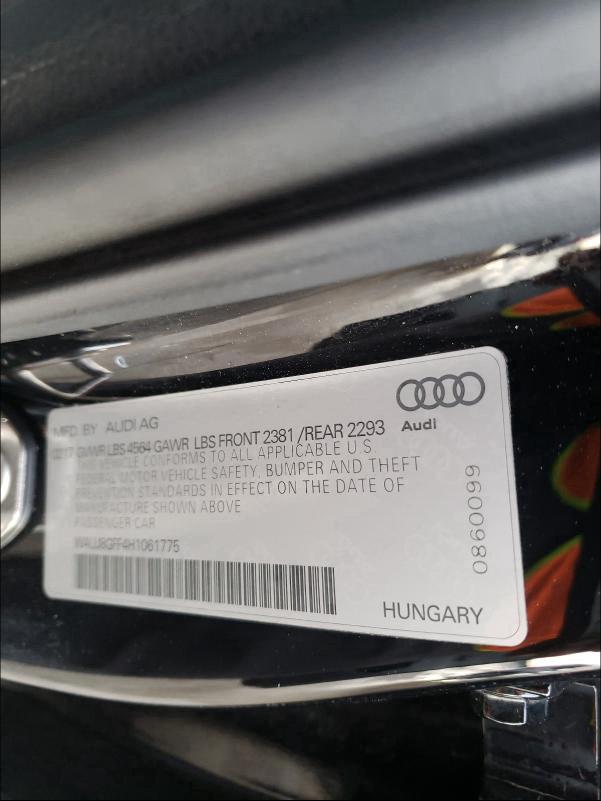 MFD. BY AUDI AG
0217 GVWR LBS 4564 GAWR LBS FRONT 2381 /REAR 2293
THIS VEHICLE CONFORMS TO ALL APPLICABLE U.S.
FEDERAL MOTOR VEHICLE SAFETY, BUMPER AND THEFT
PREVENTION STANDARDS IN EFFECT ON THE DATE OF
MANUFACTURE SHOWN ABOVE
PASSENGER CAR
WAUJ8GFF4H1061775
HUNGARY
Audi
0860099